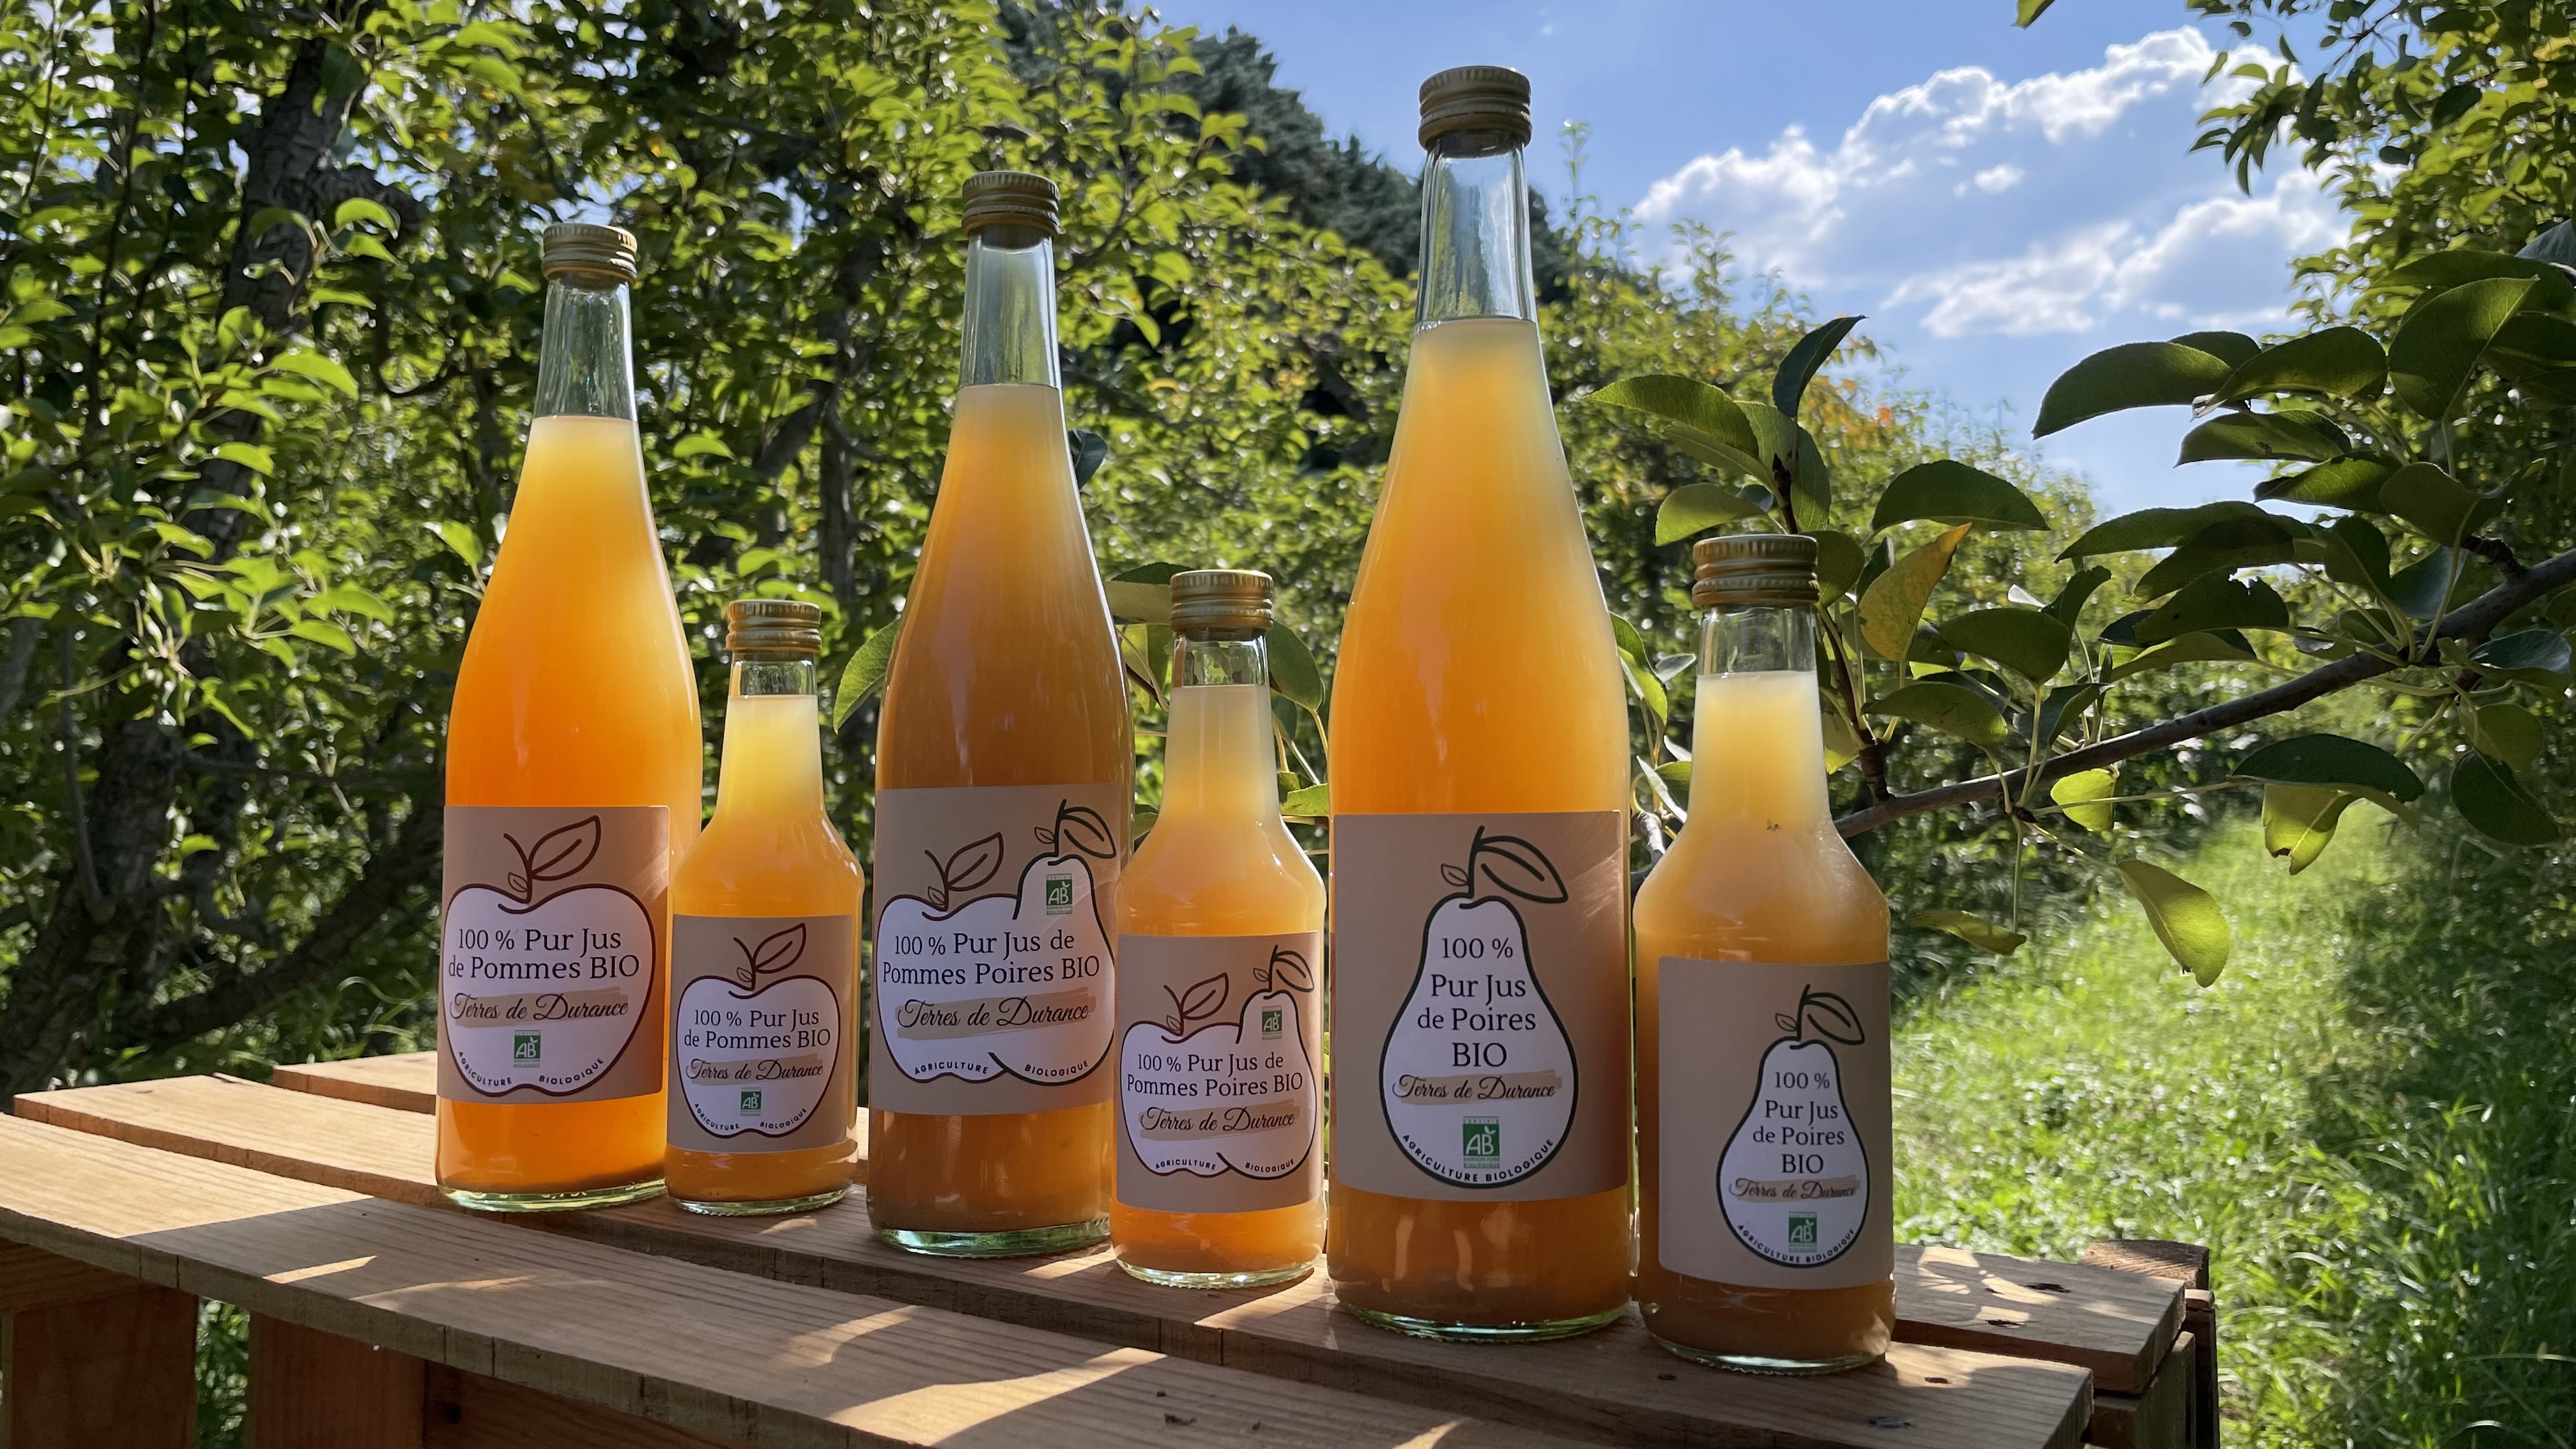 100 % Pur Jus
de Pommes BIO
Terres de Durance
AB
AGRICULTURE BIOLOGIQUE
100 % Pur Jus
de Pommes BIO
Terres de Durance
AB
AGRICULTURE BIOLOGIQUE
AB
100 % Pur Jus de
Pommes Poires BIO
Terres de Durance
AGRICULTURE BIOLOGIQUE
AB
100 % Pur Jus de
Pommes Poires BIO
Terres de Durance
AGRICULTURE BIOLOGIQUE
100 %
Pur Jus
de Poires
BIO
Terres de Durance
AB
AGRICULTURE BIOLOGIQUE
100 %
Pur Jus
de Poires
BIO
Terres de Durance
AB
AGRICULTURE BIOLOGIQUE